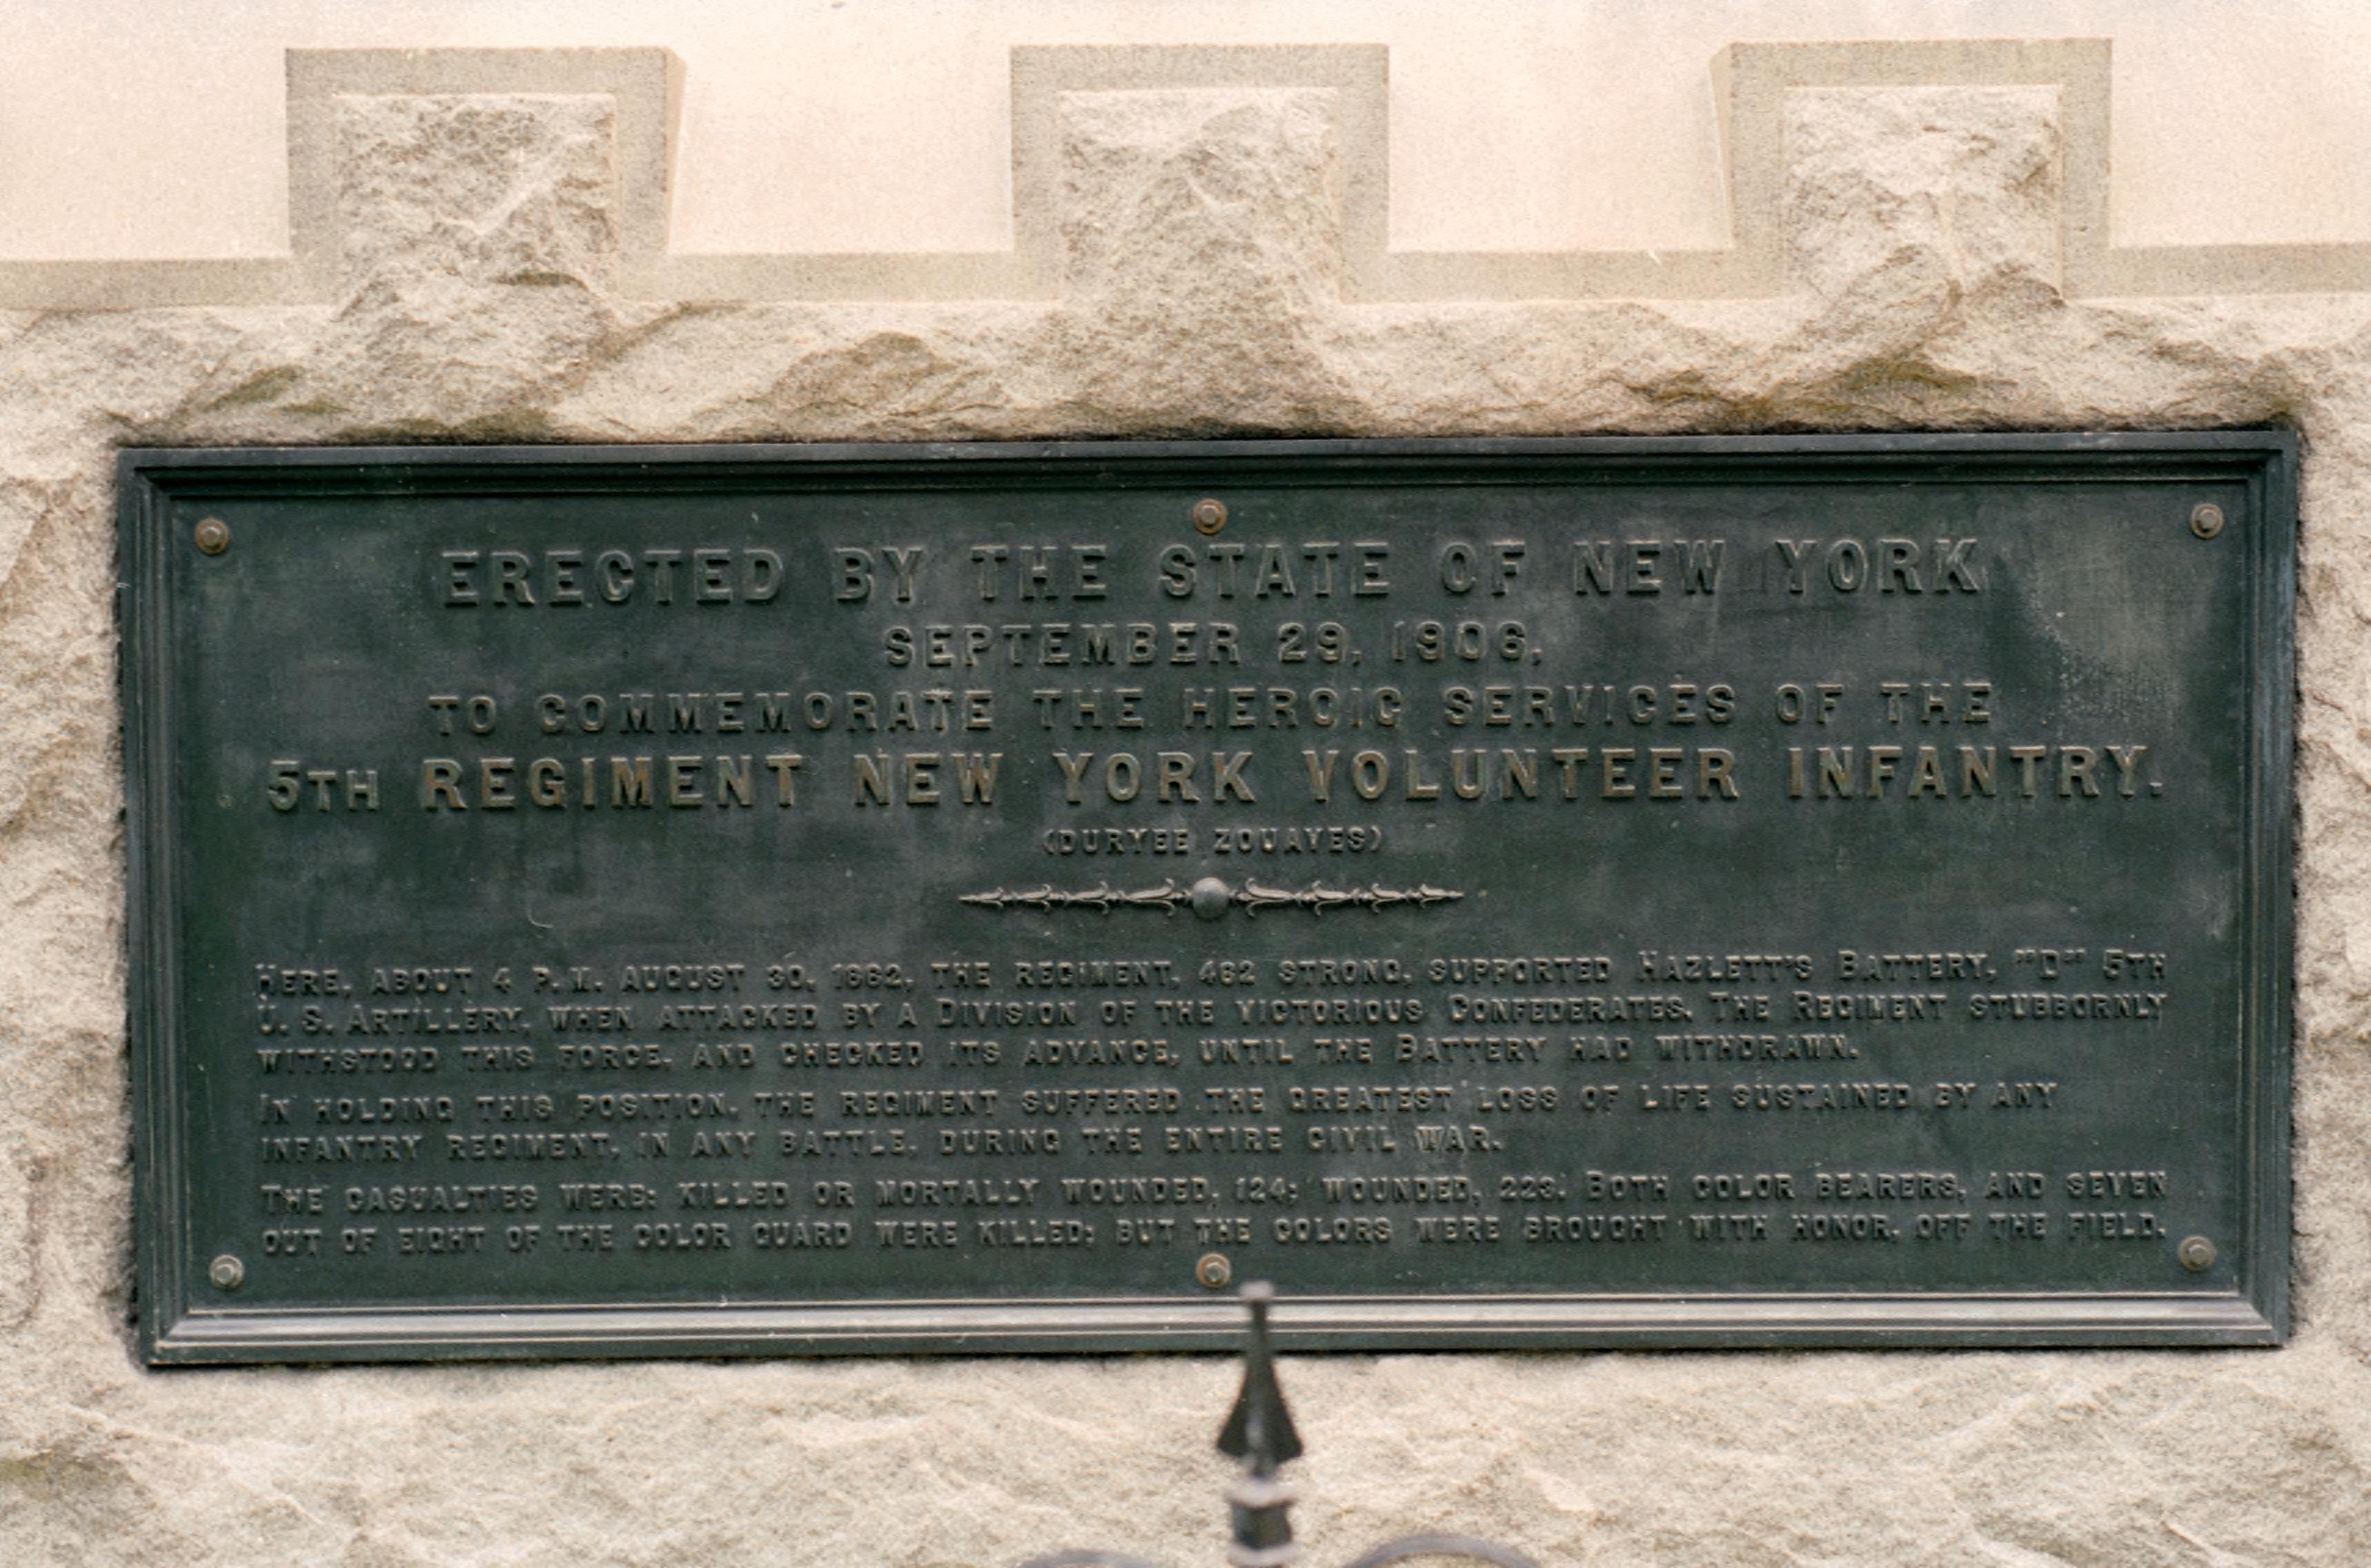 ERECTED BY THE STATE OF NEW YORK
SEPTEMBER 29, 1906,
TO COMMEMORATE THE HEROIC SERVICES OF THE
5TH REGIMENT NEW YORK VOLUNTEER INFANTRY.
(DURYEE ZOUAVES)
HERE, ABOUT 4 P.M. AUGUST 30, 1862, THE REGIMENT, 462 STRONG, SUPPORTED HAZLETT'S BATTERY, "D" 5TH
U. S. ARTILLERY, WHEN ATTACKED BY A DIVISION OF THE VICTORIOUS CONFEDERATES. THE REGIMENT STUBBORNLY
WITHSTOOD THIS FORCE, AND CHECKED ITS ADVANCE, UNTIL THE BATTERY HAD WITHDRAWN.
IN HOLDING THIS POSITION, THE REGIMENT SUFFERED THE GREATEST LOSS OF LIFE SUSTAINED BY ANY
INFANTRY REGIMENT, IN ANY BATTLE, DURING THE ENTIRE CIVIL WAR.
THE CASUALTIES WERE: KILLED OR MORTALLY WOUNDED, 124; WOUNDED, 223. BOTH COLOR BEARERS, AND SEVEN
OUT OF EIGHT OF THE COLOR GUARD WERE KILLED; BUT THE COLORS WERE BROUGHT WITH HONOR, OFF THE FIELD.